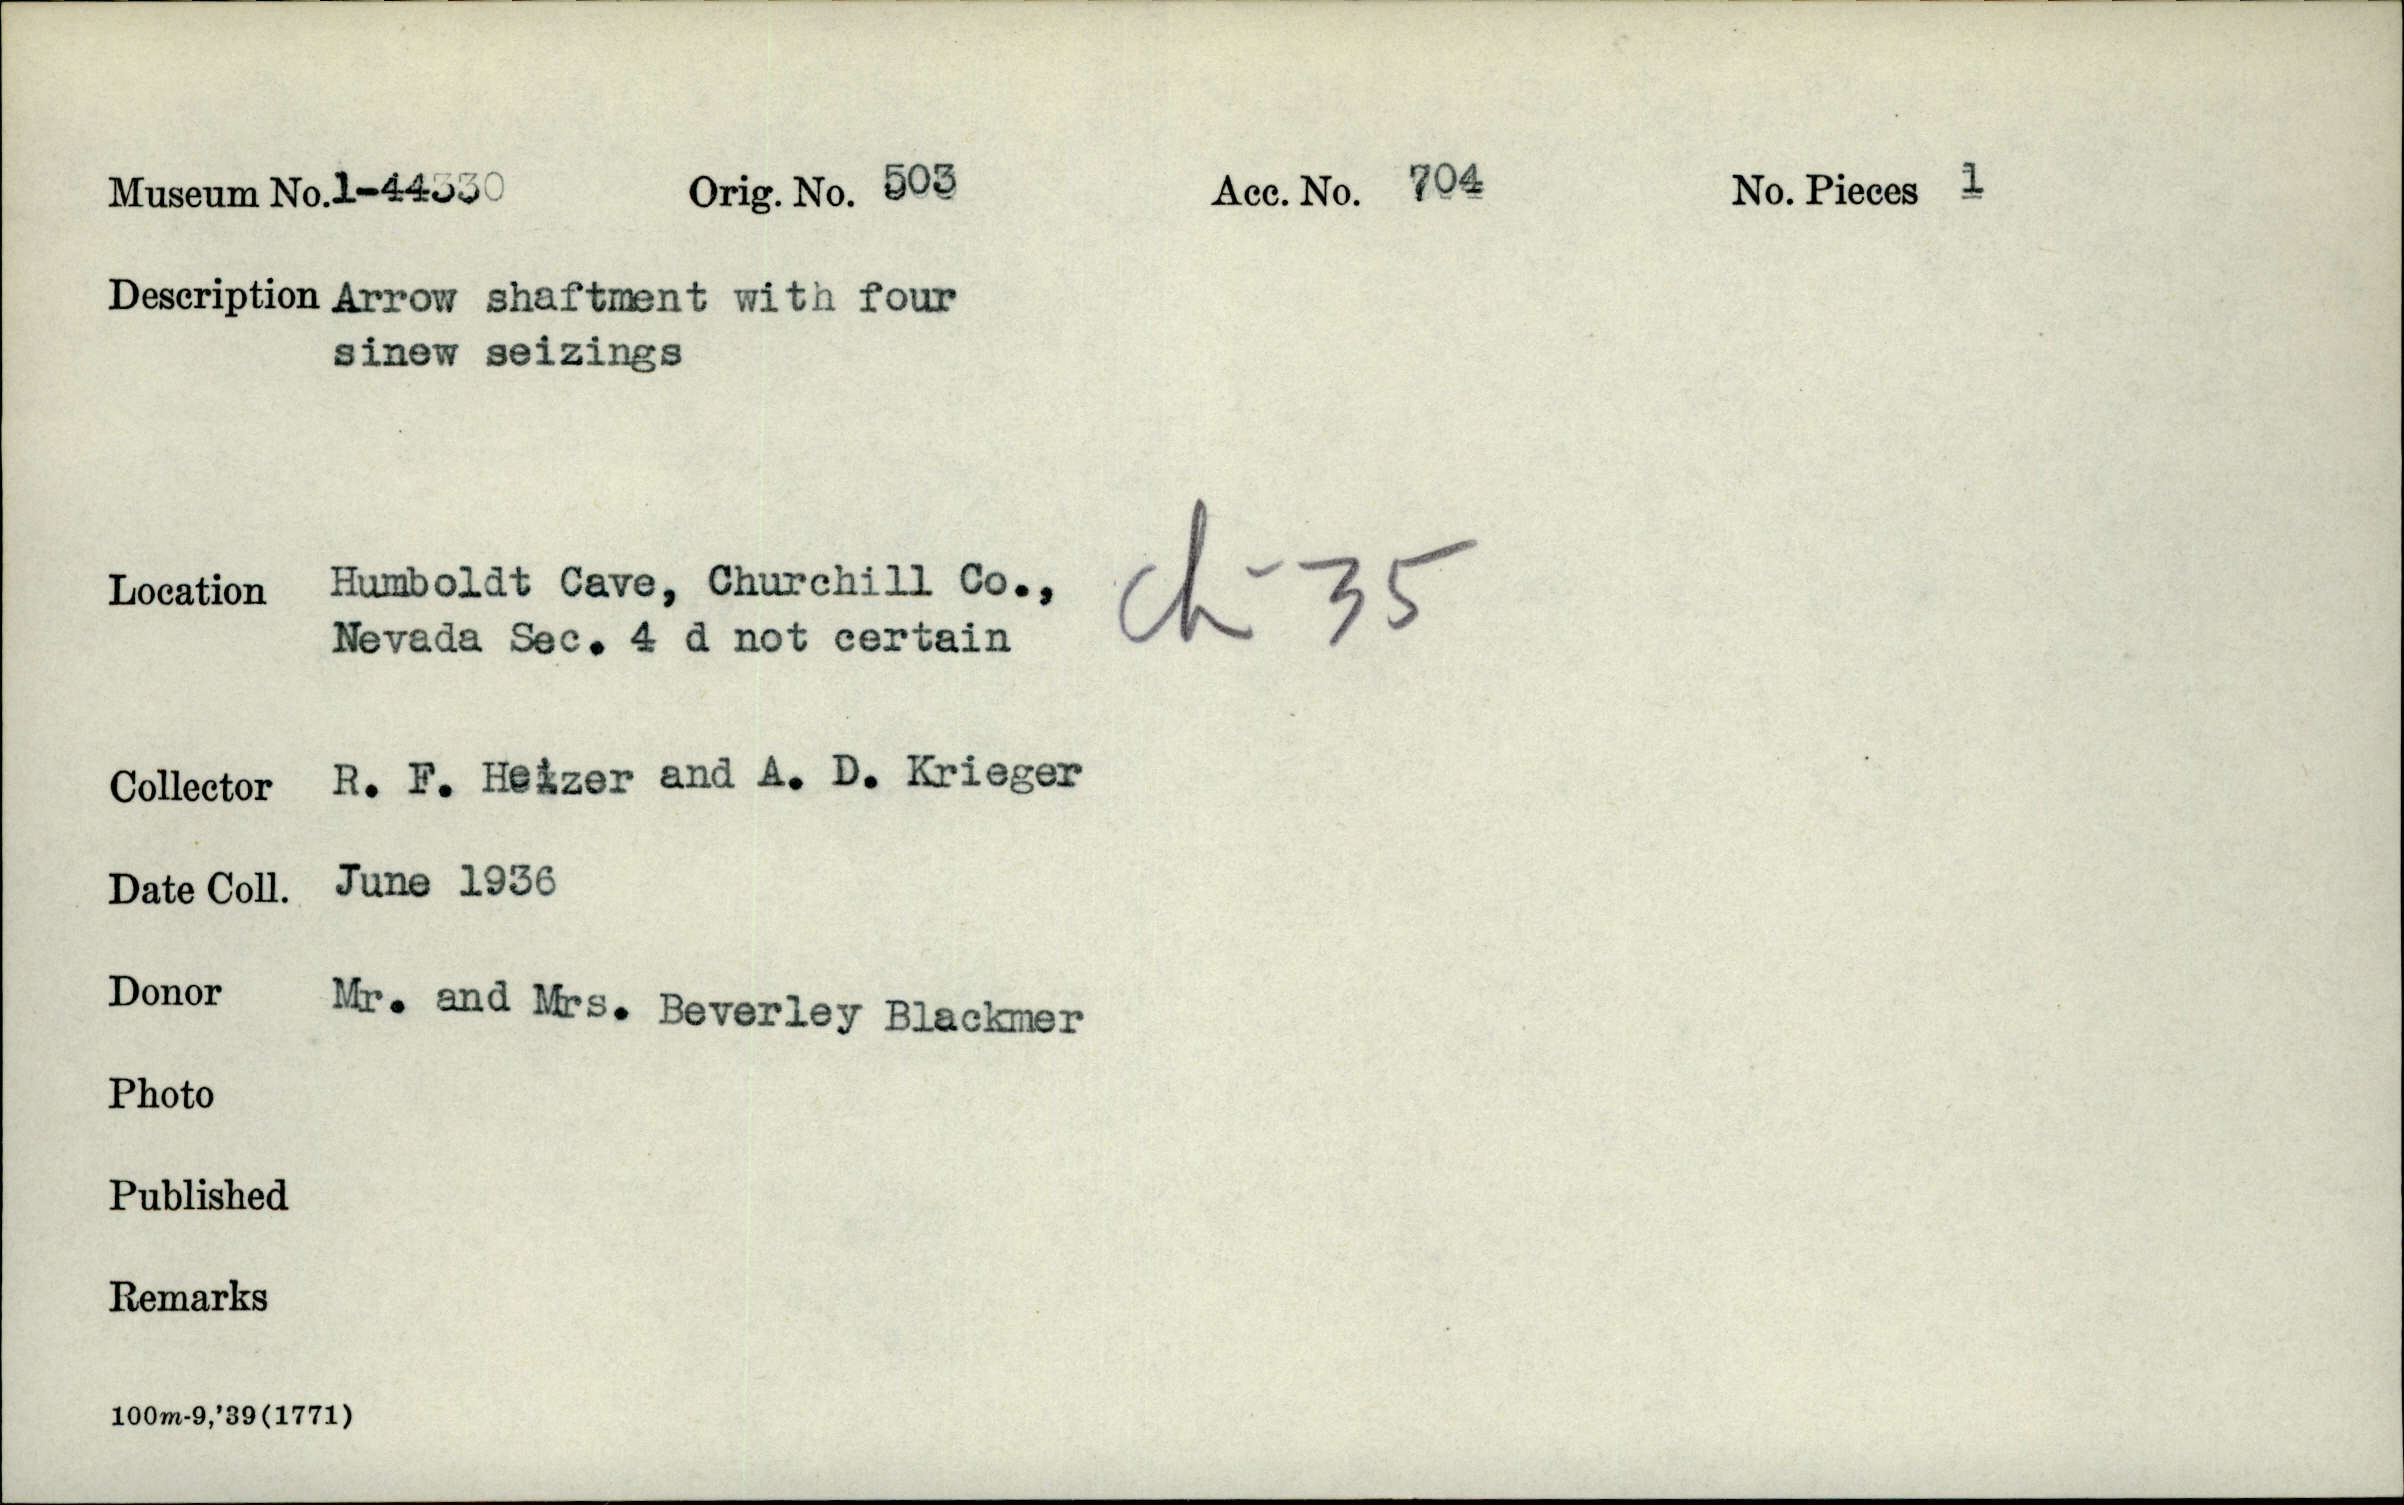 Museum No. 1-44330 Orig. No. 503 Acc. No. 704 No. Pieces 1
Description Arrow shaftment with four
sinew seizings
Location Humboldt Cave, Churchill Co.,
Nevada Sec. 4 d not certain
Ch-35
Collector R. F. Heizer and A. D. Krieger
Date Coll. June 1936
Donor Mr. and Mrs. Beverley Blackmer
Photo
Published
Remarks
100m-9,'39(1771)